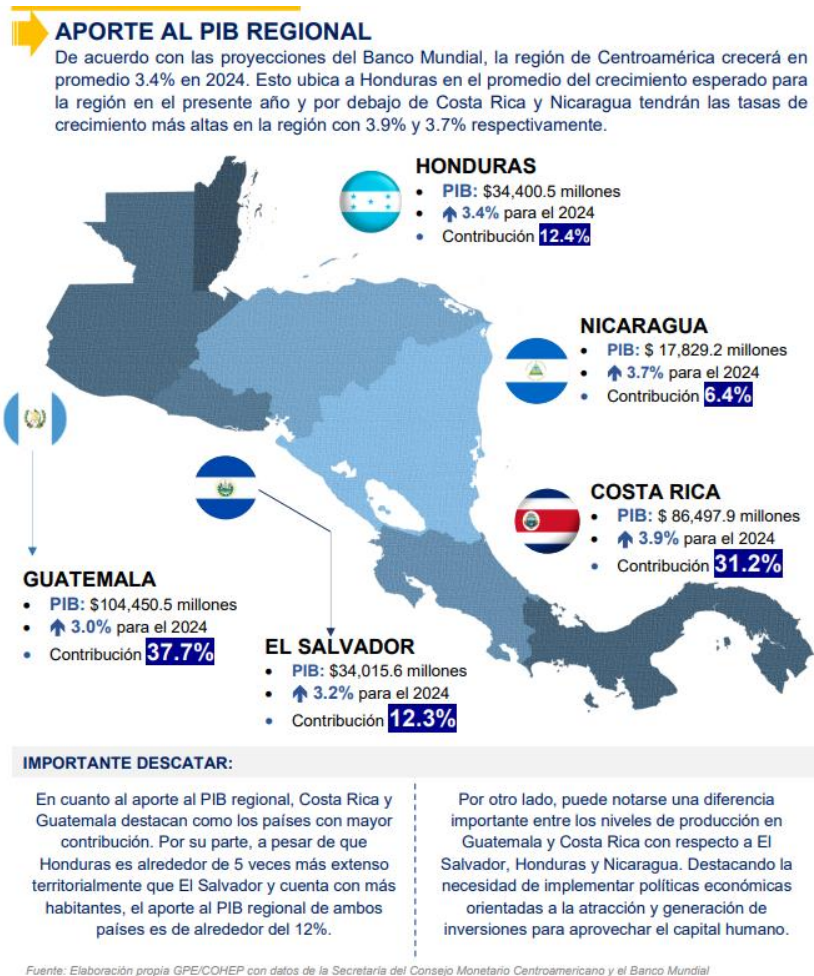 APORTE AL PIB REGIONAL
De acuerdo con las proyecciones del Banco Mundial, la región de Centroamérica crecerá en
promedio 3.4% en 2024. Esto ubica a Honduras en el promedio del crecimiento esperado para
la región en el presente año y por debajo de Costa Rica y Nicaragua tendrán las tasas de
crecimiento más altas en la región con 3.9% y 3.7% respectivamente.
HONDURAS
• PIB: $34,400.5 millones
• 3.4% para el 2024
• Contribución 12.4%
NICARAGUA
• PIB: $ 17,829.2 millones
• 3.7% para el 2024
• Contribución 6.4%
COSTA RICA
• PIB: $ 86,497.9 millones
• 3.9% para el 2024
• Contribución 31.2%
GUATEMALA
• PIB: $104,450.5 millones
• 3.0% para el 2024
• Contribución 37.7%
EL SALVADOR
• PIB: $34,015.6 millones
• 3.2% para el 2024
• Contribución 12.3%
IMPORTANTE DESCATAR:
En cuanto al aporte al PIB regional, Costa Rica y
Guatemala destacan como los países con mayor
contribución. Por su parte, a pesar de que
Honduras es alrededor de 5 veces más extenso
territorialmente que El Salvador y cuenta con más
habitantes, el aporte al PIB regional de ambos
países es de alrededor del 12%.
Por otro lado, puede notarse una diferencia
importante entre los niveles de producción en
Guatemala y Costa Rica con respecto a El
Salvador, Honduras y Nicaragua. Destacando la
necesidad de implementar políticas económicas
orientadas a la atracción y generación de
inversiones para aprovechar el capital humano.
Fuente: Elaboración propia GPE/COHEP con datos de la Secretaría del Consejo Monetario Centroamericano y el Banco Mundial